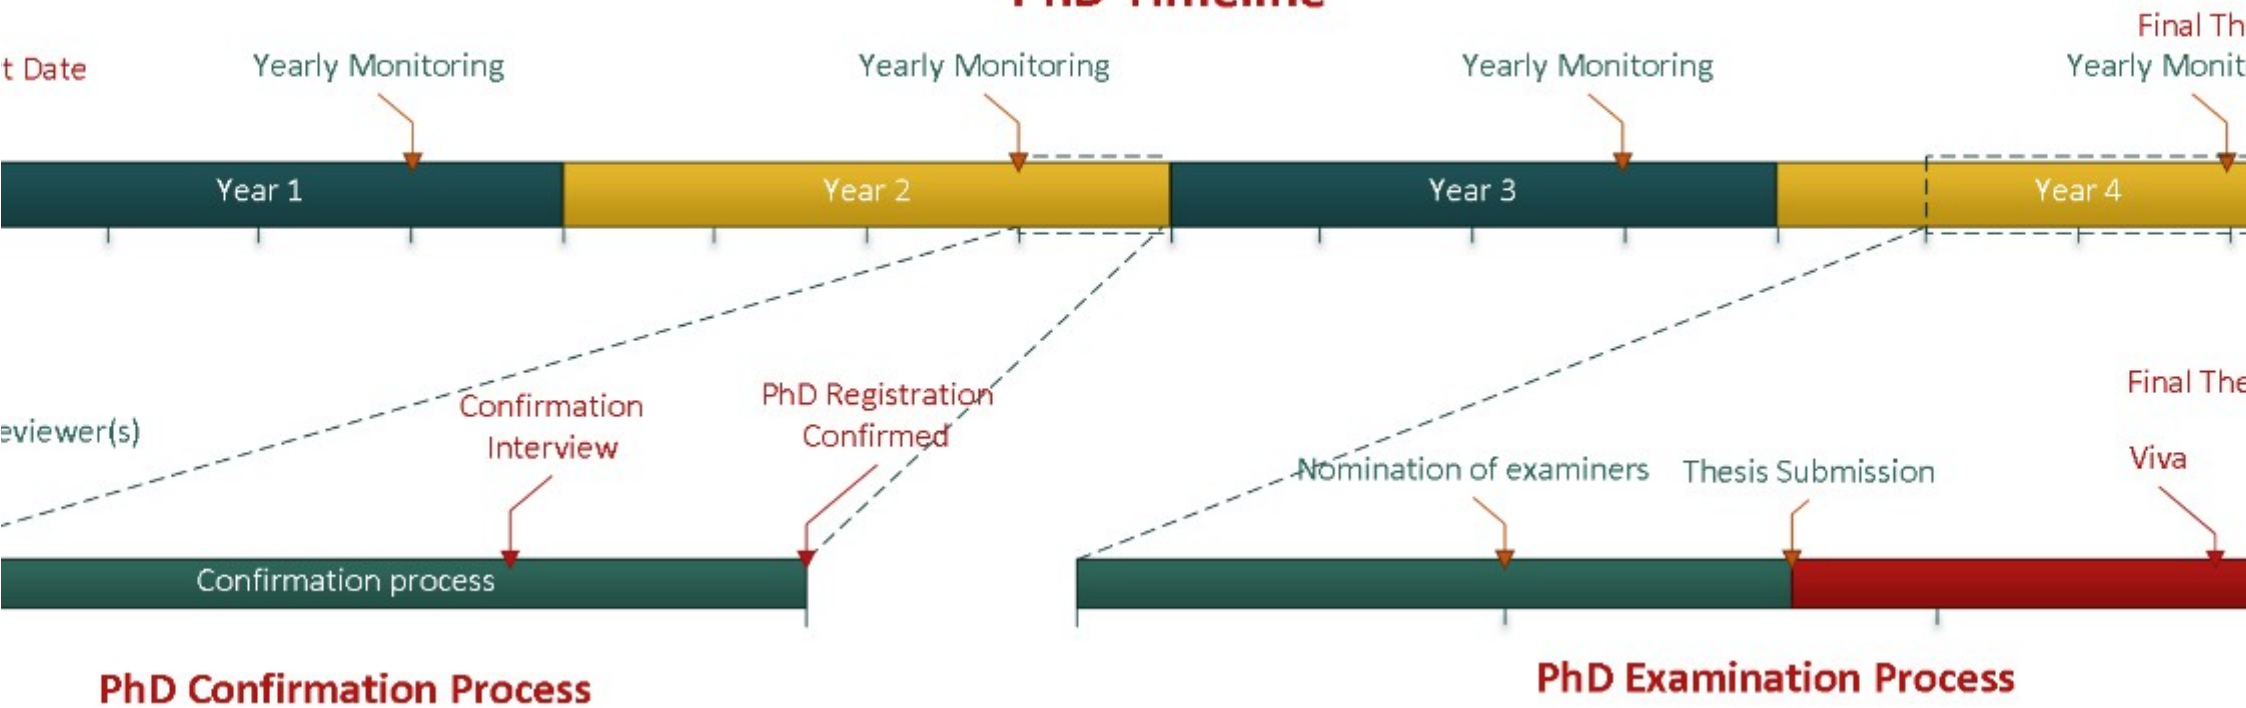 PhD Timeline
Final Th
t Date
Yearly Monitoring
Yearly Monitoring
Yearly Monitoring
Yearly Monit
Year 1
Year 2
Year 3
Year 4
eviewer(s)
Confirmation
Interview
PhD Registration
Confirmed
Nomination of examiners
Thesis Submission
Final The
Viva
Confirmation process
PhD Confirmation Process
PhD Examination Process